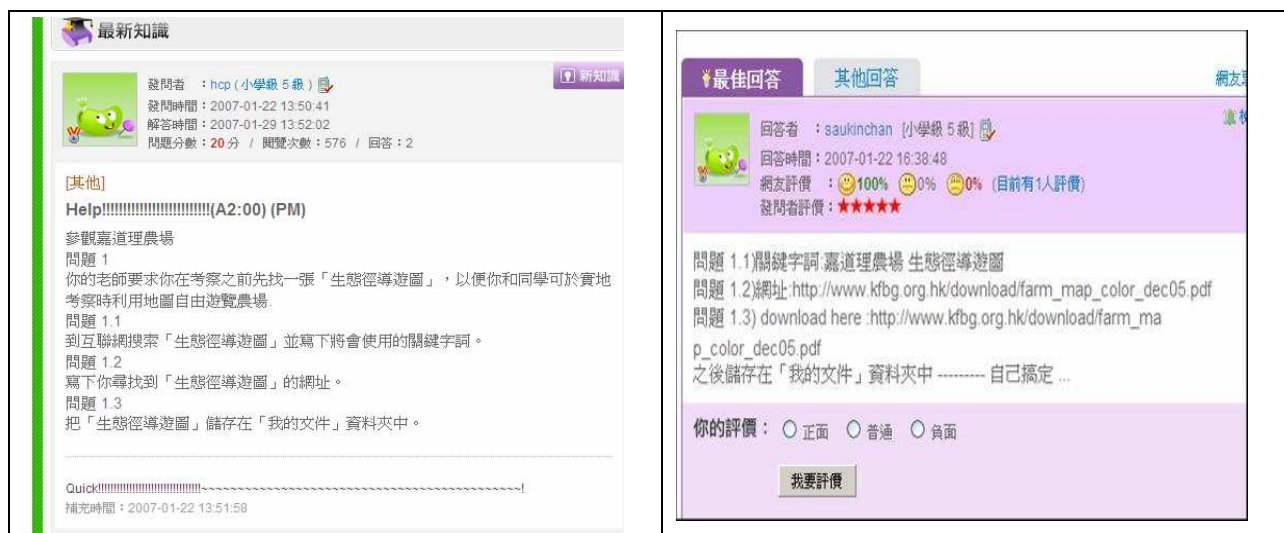 最新知識
新知識
發問者 ：hcp ( 小學級 5 級 )
發問時間：2007-01-22 13:50:41
解答時間：2007-01-29 13:52:02
問題分數：20 分 / 閱覽次數：576 / 回答：2
[其他]
Help!!!!!!!!!!!!!!!!!!!!!!!!!!!(A2:00) (PM)
參觀嘉道理農場
問題 1
你的老師要求你在考察之前先找一張「生態徑導遊圖」，以便你和同學可於實地
考察時利用地圖自由遊覽農場.
問題 1.1
到互聯網搜索「生態徑導遊圖」並寫下將會使用的關鍵字詞。
問題 1.2
寫下你尋找到「生態徑導遊圖」的網址。
問題 1.3
把「生態徑導遊圖」儲存在「我的文件」資料夾中。
Quick!!!!!!!!!!!!!!!!!!!!!!!!!!!!!!!!~~~~~~~~~~~~~~~~~~~~~~~~~~~~~~~~~~~~~~~~~~~~!
補充時間：2007-01-22 13:51:58
最佳回答 其他回答 網友
回答者 ：saukinchan [小學級 5 級]
回答時間：2007-01-22 16:38:48
網友評價 ：100% 0% 0% (目前有1人評價)
發問者評價：★★★★★
問題 1.1)關鍵字詞:嘉道理農場 生態徑導遊圖
問題 1.2)網址:http://www.kfbg.org.hk/download/farm_map_color_dec05.pdf
問題 1.3) download here :http://www.kfbg.org.hk/download/farm_ma
p_color_dec05.pdf
之後儲存在「我的文件」資料夾中 --------- 自己搞定 ...
你的評價： 正面 普通 負面
我要評價